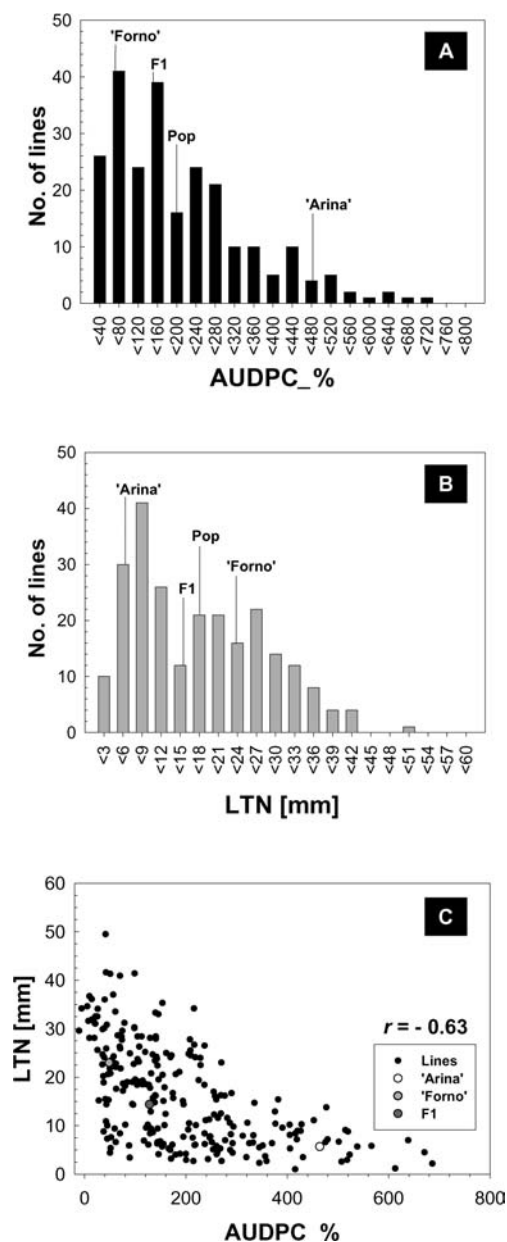 A
'Forno'
F1
Pop
'Arina'
No. of lines
50
40
30
20
10
0
<40 <80 <120 <160 <200 <240 <280 <320 <360 <400 <440 <480 <520 <560 <600 <640 <680 <720 <760 <800
AUDPC_%
B
'Arina'
Pop
'Forno'
F1
No. of lines
50
40
30
20
10
0
<3 <6 <9 <12 <15 <18 <21 <24 <27 <30 <33 <36 <39 <42 <45 <48 <51 <54 <57 <60
LTN [mm]
C
LTN [mm]
60
50
40
30
20
10
0
r = - 0.63
Lines
'Arina'
'Forno'
F1
0 200 400 600 800
AUDPC_%